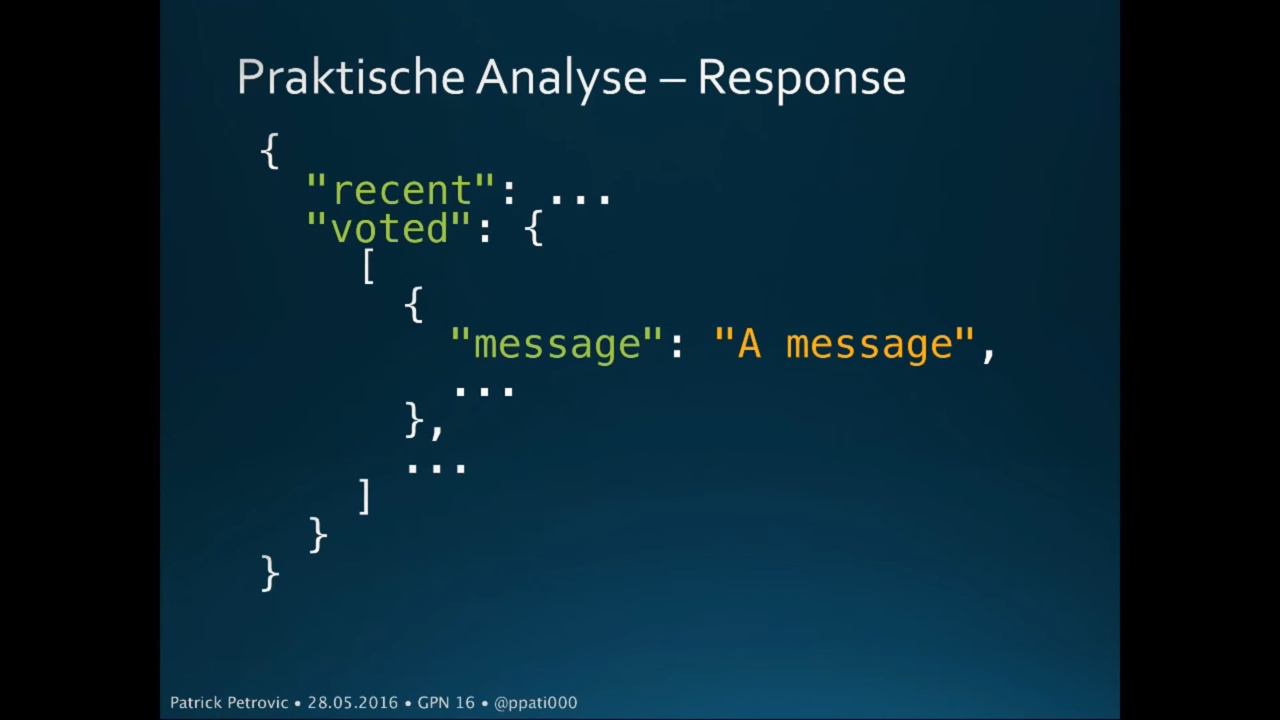 Praktische Analyse – Response
{
"recent": ...
"voted": {
[
{
"message": "A message",
...
},
...
]
}
}
Patrick Petrovic • 28.05.2016 • GPN 16 • @ppati000